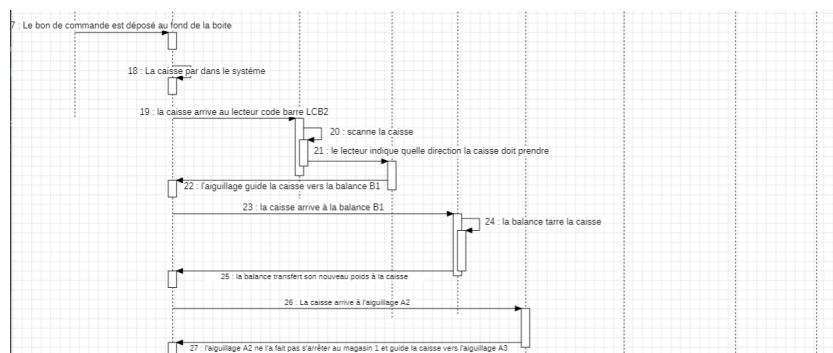 7 : Le bon de commande est déposé au fond de la boite
18 : La caisse par dans le systéme
19 : la caisse arrive au lecteur code barre LCB2
20 : scanne la caisse
21 : le lecteur indique quelle direction la caisse doit prendre
22 : l'aiguillage guide la caisse vers la balance B1
23 : la caisse arrive à la balance B1
24 : la balance tarre la caisse
25 : la balance transfert son nouveau poids à la caisse
26 : La caisse arrive à l'aiguillage A2
27 : l'aiguillage A2 ne l'a fait pas s'arrêter au magasin 1 et guide la caisse vers l'aiguillage A3